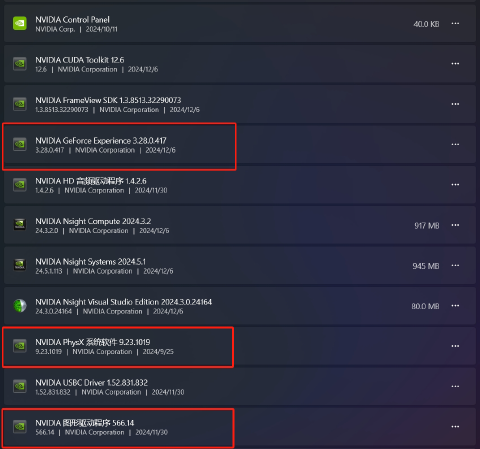 NVIDIA Control Panel
NVIDIA Corp. | 2024/10/11
40.0 KB
NVIDIA CUDA Toolkit 12.6
12.6 | NVIDIA Corporation | 2024/12/6
NVIDIA FrameView SDK 1.3.8513.32290073
1.3.8513.32290073 | NVIDIA Corporation | 2024/12/6
NVIDIA GeForce Experience 3.28.0.417
3.28.0.417 | NVIDIA Corporation | 2024/12/6
NVIDIA HD 音频驱动程序 1.4.2.6
1.4.2.6 | NVIDIA Corporation | 2024/11/30
NVIDIA Nsight Compute 2024.3.2
24.3.2.0 | NVIDIA Corporation | 2024/12/6
917 MB
NVIDIA Nsight Systems 2024.5.1
24.5.1.113 | NVIDIA Corporation | 2024/12/6
945 MB
NVIDIA Nsight Visual Studio Edition 2024.3.0.24164
24.3.0.24164 | NVIDIA Corporation | 2024/12/6
80.0 MB
NVIDIA PhysX 系统软件 9.23.1019
9.23.1019 | NVIDIA Corporation | 2024/9/25
NVIDIA USBC Driver 1.52.831.832
1.52.831.832 | NVIDIA Corporation | 2024/11/30
NVIDIA 图形驱动程序 566.14
566.14 | NVIDIA Corporation | 2024/11/30